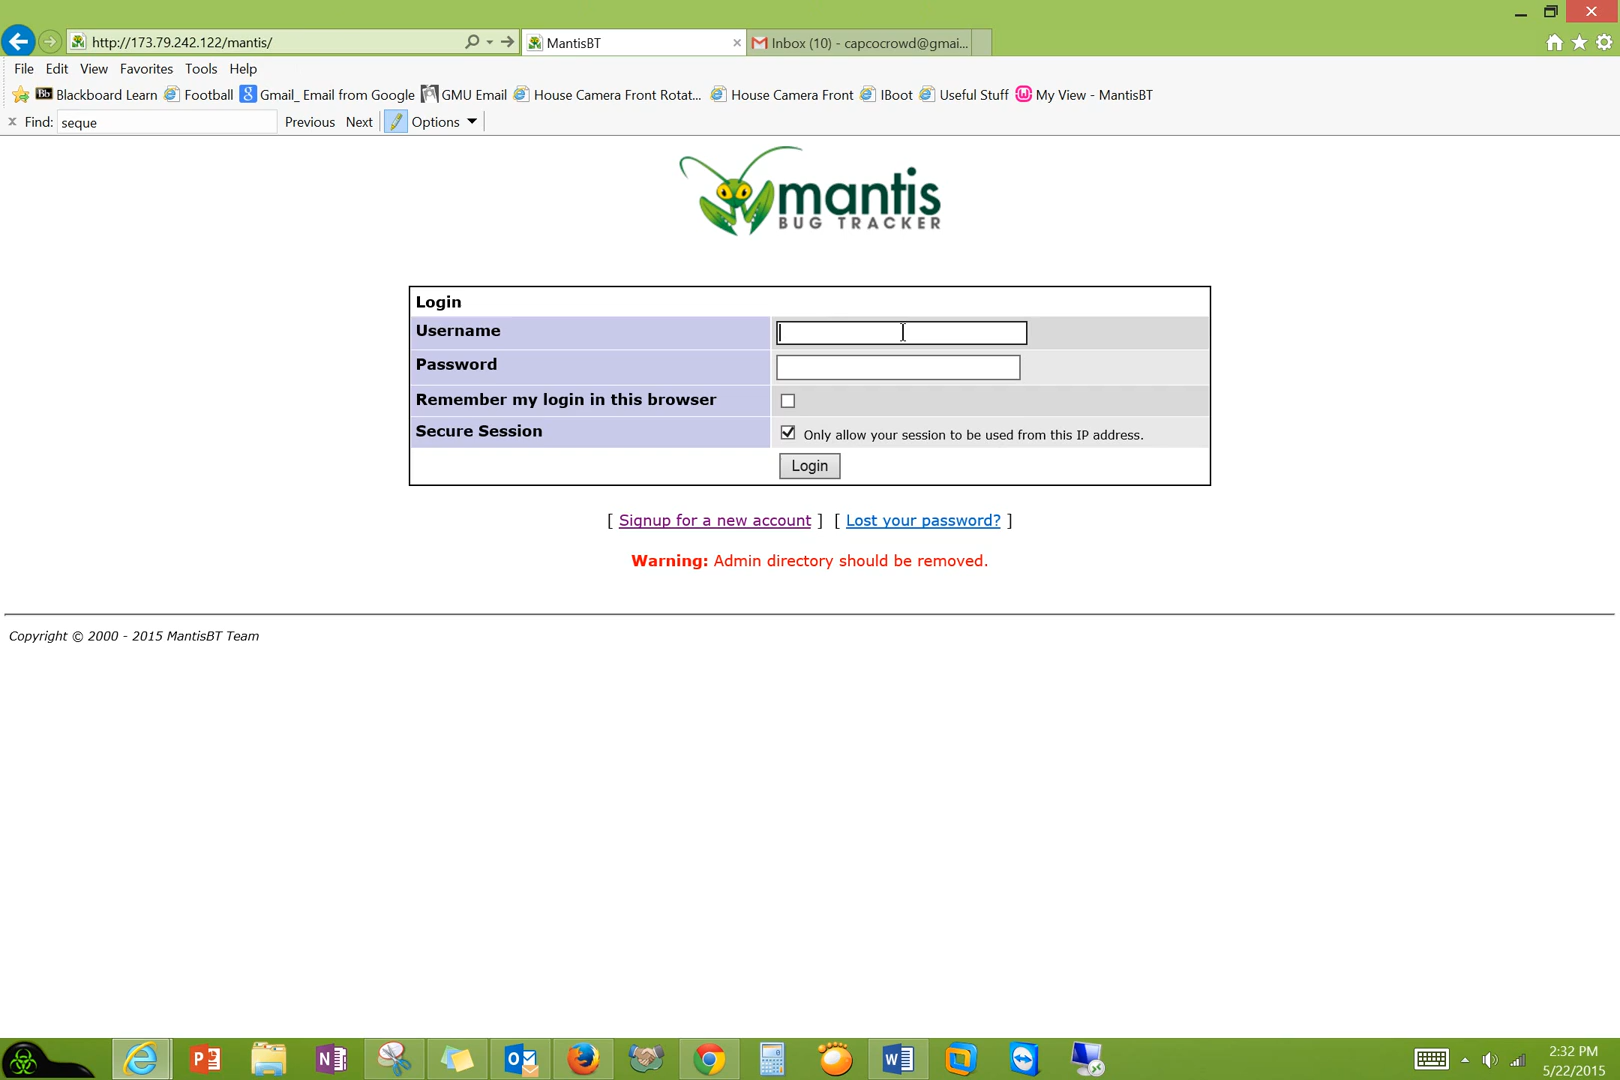 http://173.79.242.122/mantis/
MantisBT
Inbox (10) - capcocrowd@gmai...
File Edit View Favorites Tools Help
Blackboard Learn Football Gmail_ Email from Google GMU Email House Camera Front Rotat... House Camera Front IBoot Useful Stuff My View - MantisBT
x Find: seque Previous Next Options
mantis
BUG TRACKER
Login
Username
Password
Remember my login in this browser
Secure Session Only allow your session to be used from this IP address.
Login
[ Signup for a new account ] [ Lost your password? ]
Warning: Admin directory should be removed.
Copyright © 2000 - 2015 MantisBT Team
2:32 PM
5/22/2015